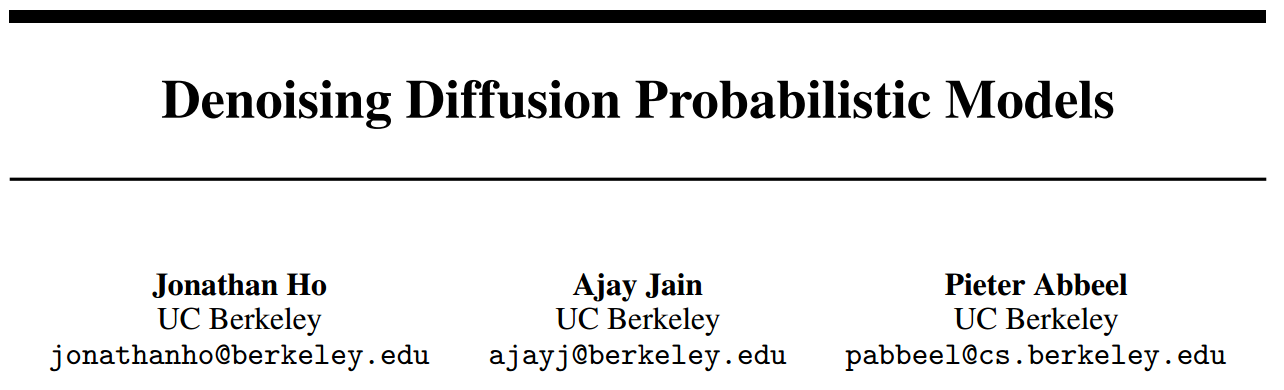 Denoising Diffusion Probabilistic Models
Jonathan Ho
UC Berkeley
jonathanho@berkeley.edu
Ajay Jain
UC Berkeley
ajayj@berkeley.edu
Pieter Abbeel
UC Berkeley
pabbeel@cs.berkeley.edu